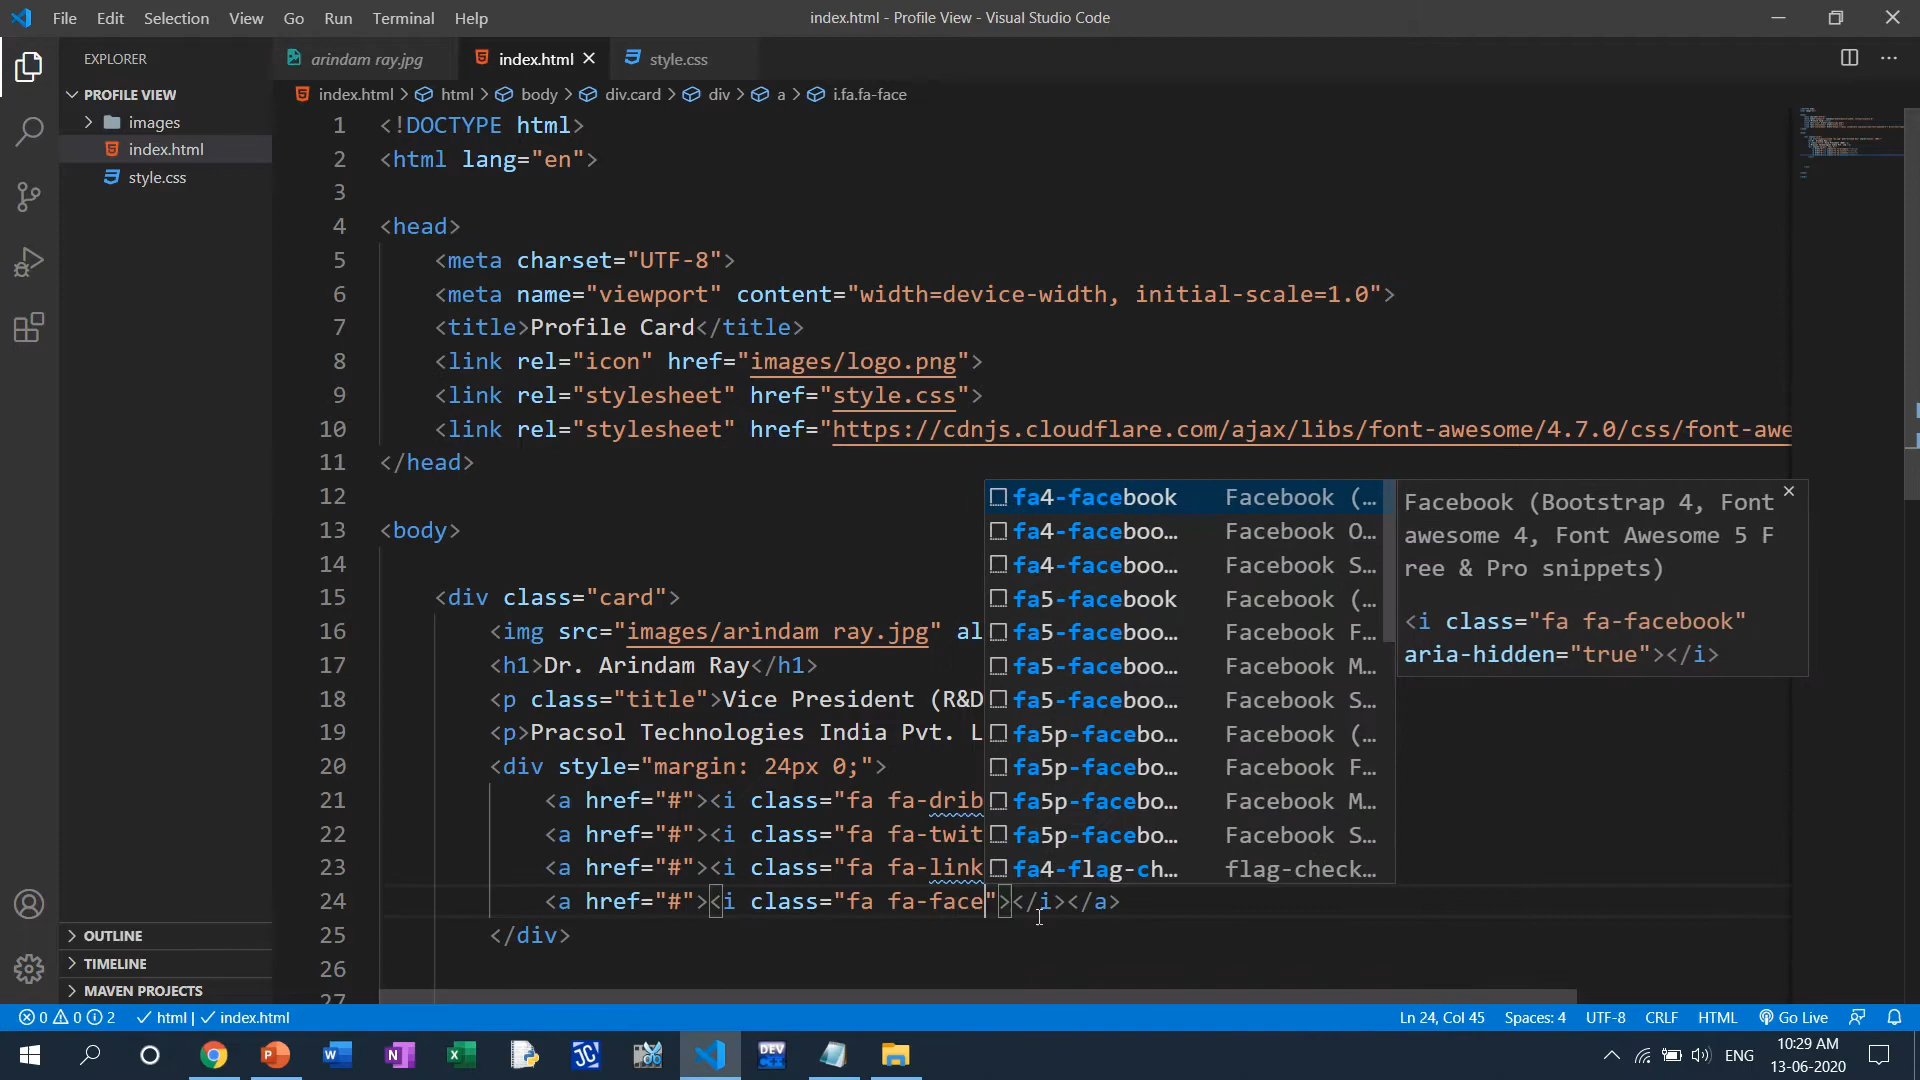 File Edit Selection View Go Run Terminal Help
index.html - Profile View - Visual Studio Code
EXPLORER
arindam ray.jpg
index.html
style.css
PROFILE VIEW
images
index.html
style.css
index.html > html > body > div.card > div > a > i.fa.fa-face
1 <!DOCTYPE html>
2 <html lang="en">
3
4 <head>
5 <meta charset="UTF-8">
6 <meta name="viewport" content="width=device-width, initial-scale=1.0">
7 <title>Profile Card</title>
8 <link rel="icon" href="images/logo.png">
9 <link rel="stylesheet" href="style.css">
10 <link rel="stylesheet" href="https://cdnjs.cloudflare.com/ajax/libs/font-awesome/4.7.0/css/font-awe
11 </head>
12
13 <body>
14
15 <div class="card">
16 <img src="images/arindam ray.jpg" al
17 <h1>Dr. Arindam Ray</h1>
18 <p class="title">Vice President (R&D
19 <p>Pracsol Technologies India Pvt. L
20 <div style="margin: 24px 0;">
21 <a href="#"><i class="fa fa-drib
22 <a href="#"><i class="fa fa-twit
23 <a href="#"><i class="fa fa-link
24 <a href="#"><i class="fa fa-face"></i></a>
25 </div>
26
27
fa4-facebook Facebook (…
fa4-faceboo… Facebook O…
fa4-faceboo… Facebook S…
fa5-facebook Facebook (…
fa5-faceboo… Facebook F…
fa5-faceboo… Facebook M…
fa5-faceboo… Facebook S…
fa5p-facebo… Facebook (…
fa5p-facebo… Facebook F…
fa5p-facebo… Facebook M…
fa5p-facebo… Facebook S…
fa4-flag-ch… flag-check…
Facebook (Bootstrap 4, Font
awesome 4, Font Awesome 5 F
ree & Pro snippets)
<i class="fa fa-facebook"
aria-hidden="true"></i>
OUTLINE
TIMELINE
MAVEN PROJECTS
0 0 2 html | index.html
Ln 24, Col 45 Spaces: 4 UTF-8 CRLF HTML Go Live
DEV
ENG
10:29 AM
13-06-2020